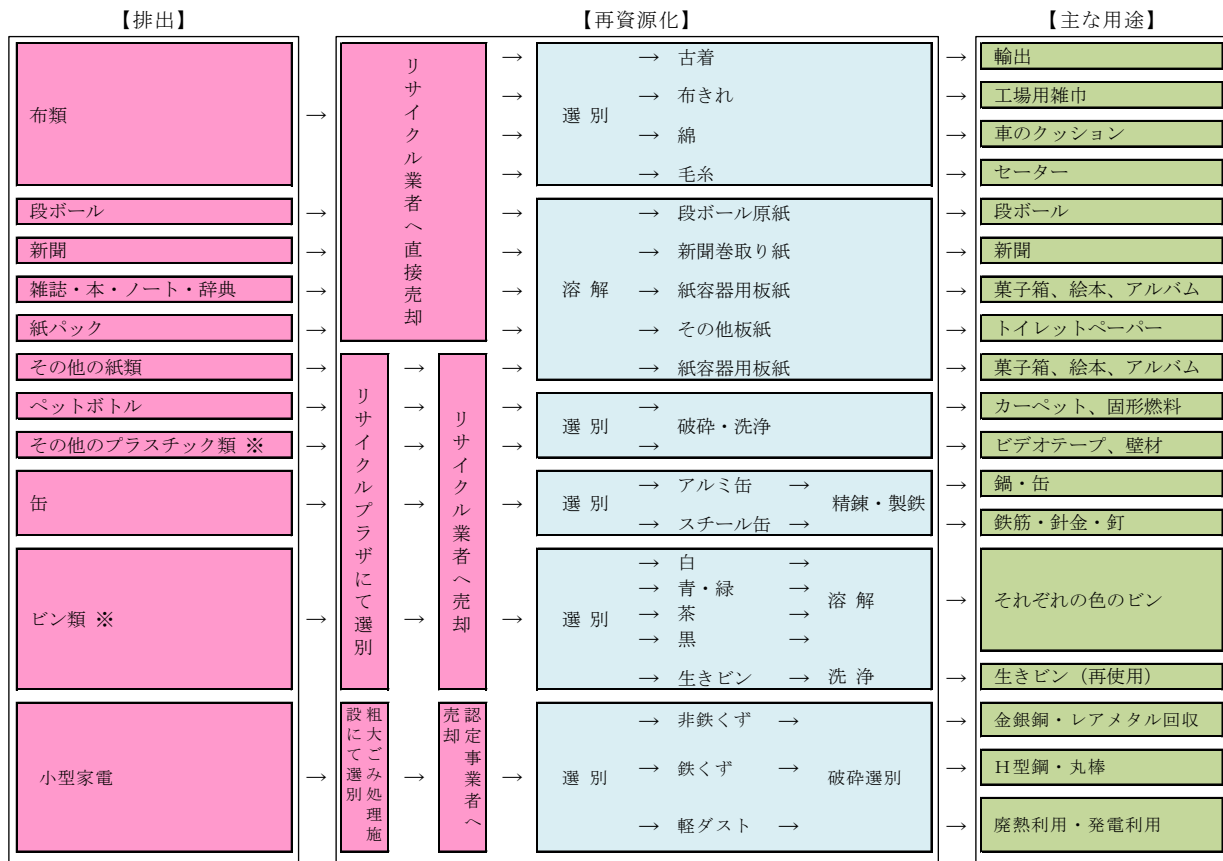 【排出】
【再資源化】
【主な用途】
布類
→
リサイクル業者へ直接売却
→
選 別
→ 古着
→
輸出
→
→ 布きれ
→
工場用雑巾
→
→ 綿
→
車のクッション
→
→ 毛糸
→
セーター
段ボール
→
→
溶 解
→ 段ボール原紙
→
段ボール
新聞
→
→
→ 新聞巻取り紙
→
新聞
雑誌・本・ノート・辞典
→
→
→ 紙容器用板紙
→
菓子箱、絵本、アルバム
紙パック
→
→
→ その他板紙
→
トイレットペーパー
その他の紙類
→
リサイクルプラザにて選別
→
リサイクル業者へ売却
→
→ 紙容器用板紙
→
菓子箱、絵本、アルバム
ペットボトル
→
→
→
選 別
→
破砕・洗浄
→
カーペット、固形燃料
その他のプラスチック類 ※
→
→
→
→
→
ビデオテープ、壁材
缶
→
→
→
選 別
→ アルミ缶 →
精錬・製鉄
→
鍋・缶
→ スチール缶 →
→
鉄筋・針金・釘
ビン類 ※
→
→
→
選 別
→ 白 →
→ 青・緑 →
→ 茶 →
→ 黒 →
溶 解
→
それぞれの色のビン
→ 生きビン → 洗 浄
→
生きビン（再使用）
小型家電
→
粗大ごみ処理施
設にて選別
→
認定事業者へ
売却
→
選 別
→ 非鉄くず →
破砕選別
→
金銀銅・レアメタル回収
→ 鉄くず →
→
Ｈ型鋼・丸棒
→ 軽ダスト →
→
廃熱利用・発電利用